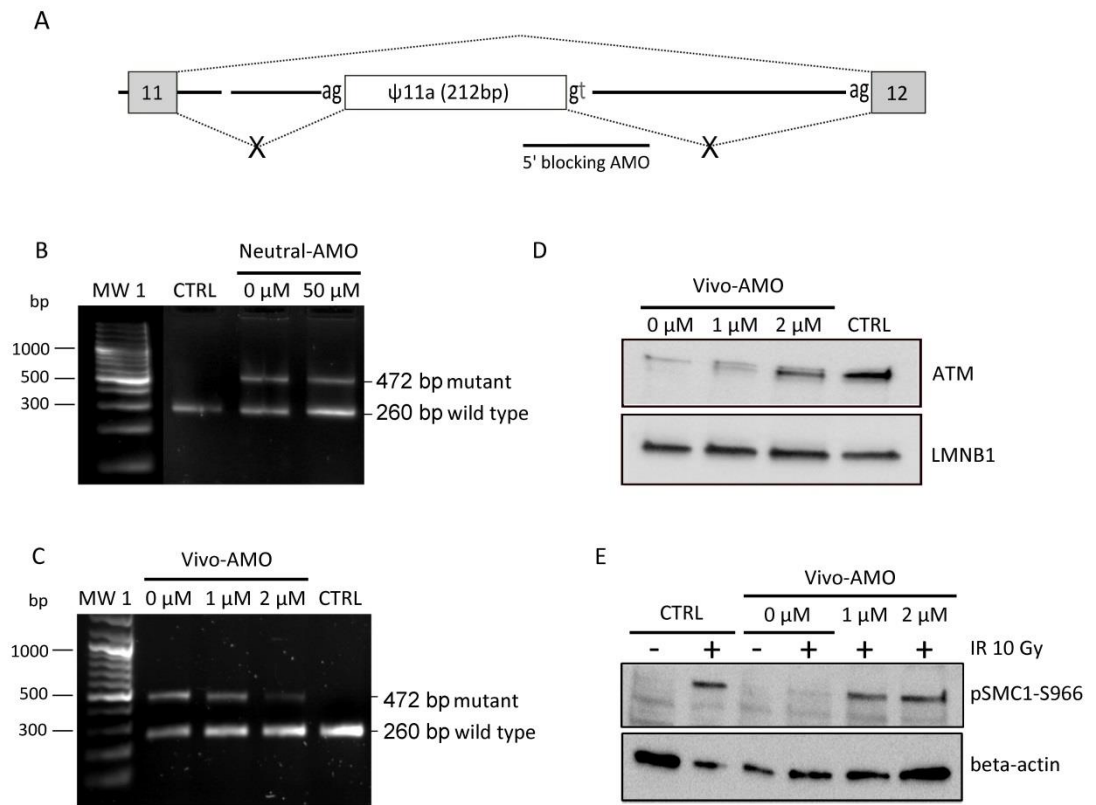 A
11
ag
ψ11a (212bp)
gt
ag
12
X
X
5' blocking AMO
B
Neutral-AMO
bp
MW 1
CTRL
0 µM
50 µM
1000
500
300
472 bp mutant
260 bp wild type
C
Vivo-AMO
bp
MW 1
0 µM
1 µM
2 µM
CTRL
1000
500
300
472 bp mutant
260 bp wild type
D
Vivo-AMO
0 µM
1 µM
2 µM
CTRL
ATM
LMNB1
E
Vivo-AMO
CTRL
0 µM
1 µM
2 µM
- + - + + + IR 10 Gy
pSMC1-S966
beta-actin